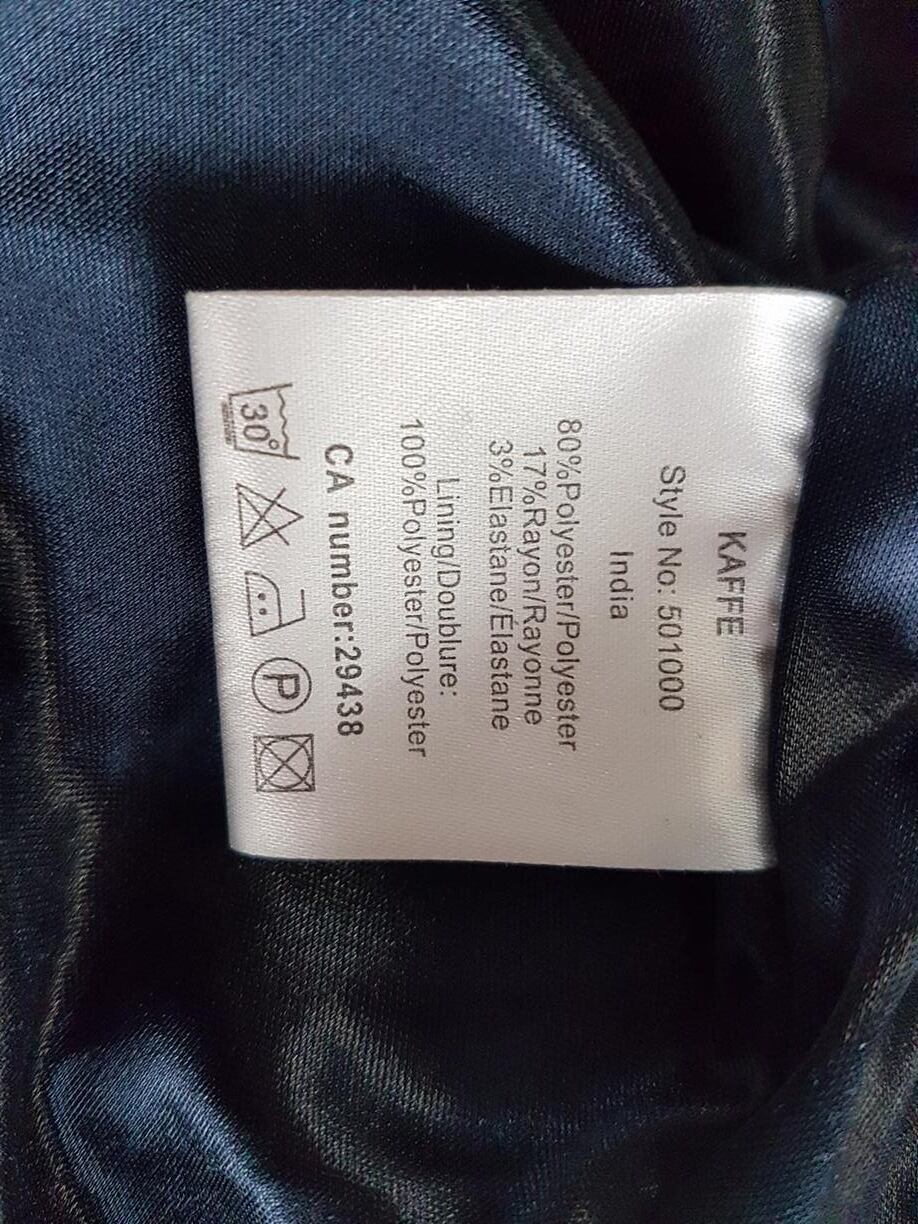 KAFFE
Style No: 501000
India
80%Polyester/Polyester
17%Rayon/Rayonne
3%Elastane/Élastane
Lining/Doublure:
100%Polyester/Polyester
CA number:29438
30° P